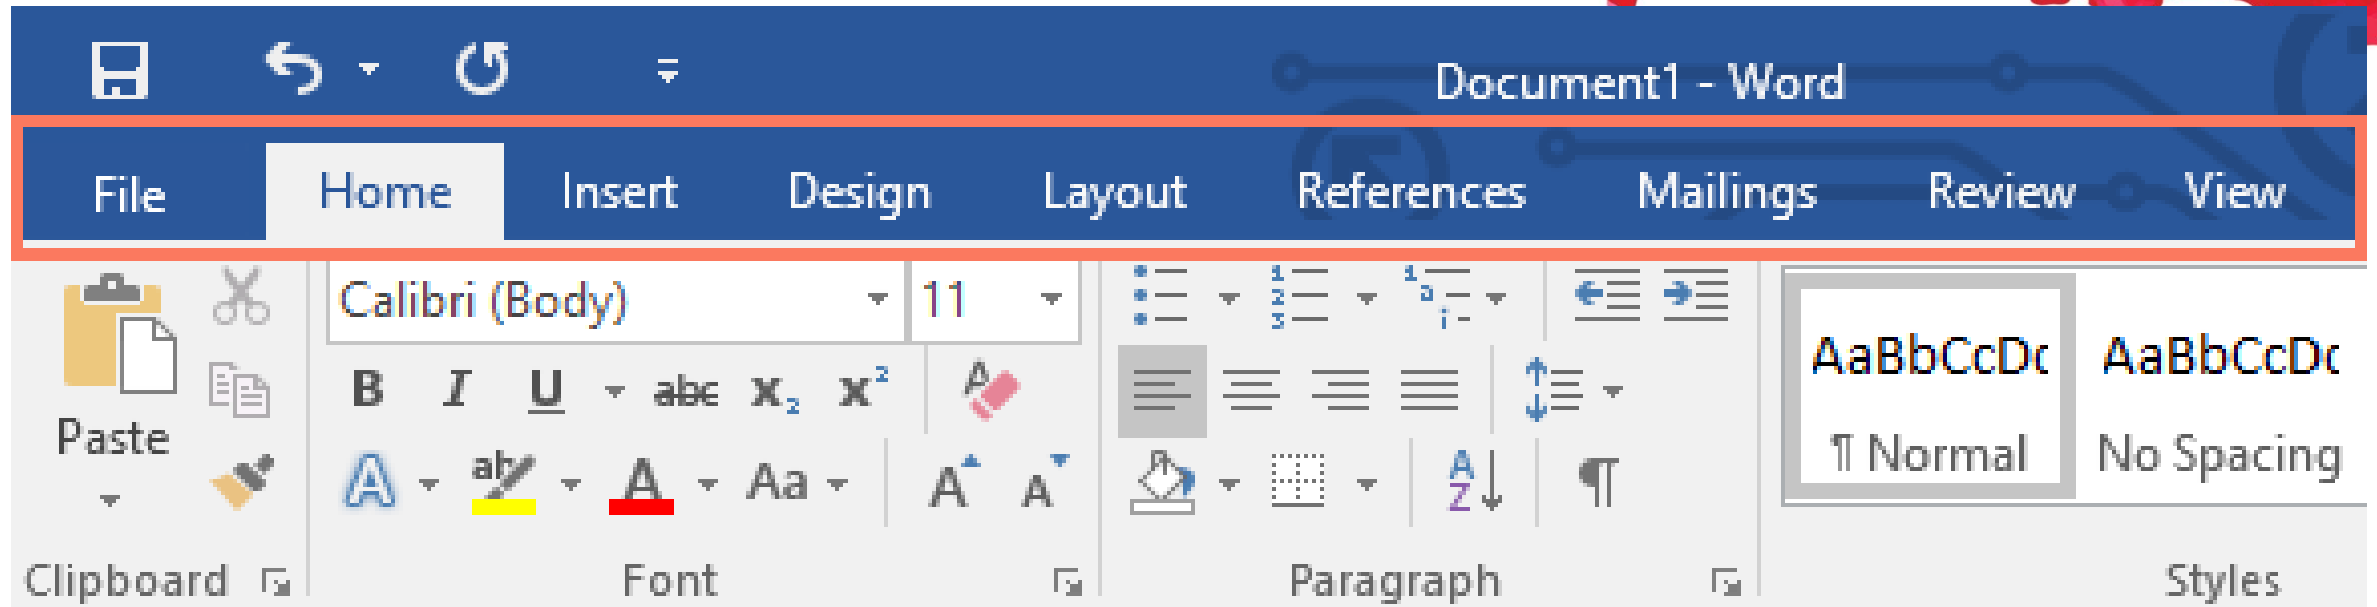 Document1 - Word
File Home Insert Design Layout References Mailings Review View
Calibri (Body) 11
B I U abc X₂ X² A
AaBbCcDc AaBbCcDc
Paste
¶ Normal No Spacing
A ab A Aa A A A Z ¶
Clipboard Font Paragraph Styles